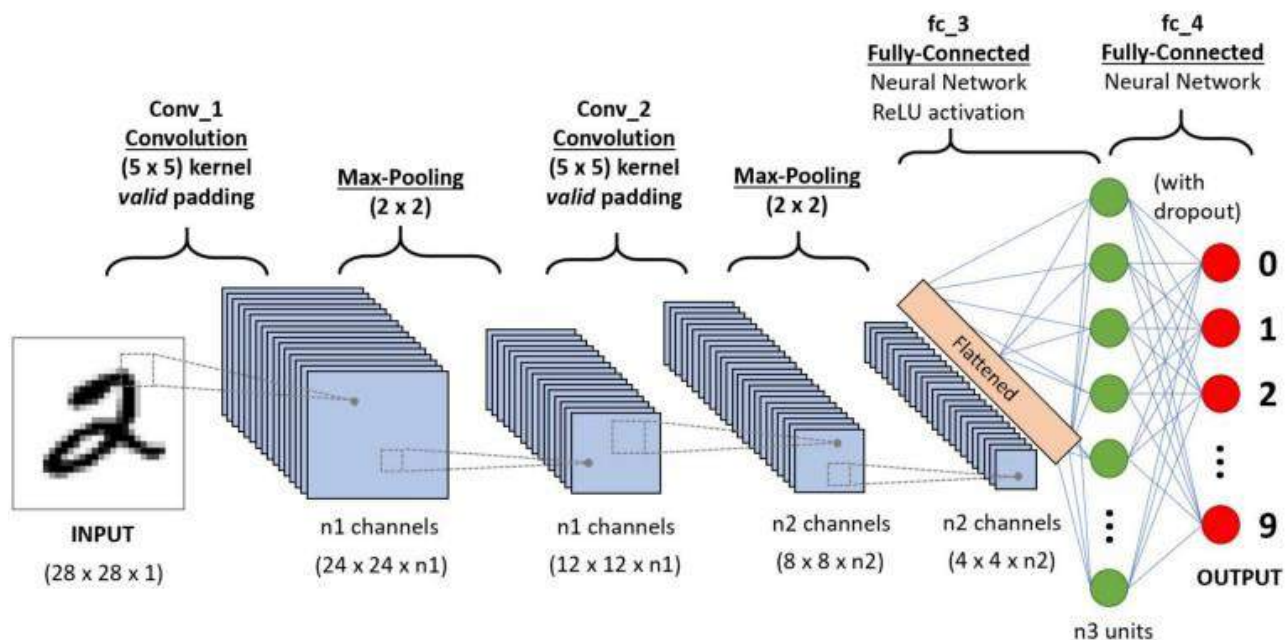 fc_3
Fully-Connected
Neural Network
ReLU activation
fc_4
Fully-Connected
Neural Network
Conv_1
Convolution
(5 x 5) kernel
valid padding
Max-Pooling
(2 x 2)
Conv_2
Convolution
(5 x 5) kernel
valid padding
Max-Pooling
(2 x 2)
(with
dropout)
Flattened
0
1
2
9
INPUT
(28 x 28 x 1)
n1 channels
(24 x 24 x n1)
n1 channels
(12 x 12 x n1)
n2 channels
(8 x 8 x n2)
n2 channels
(4 x 4 x n2)
OUTPUT
n3 units
2